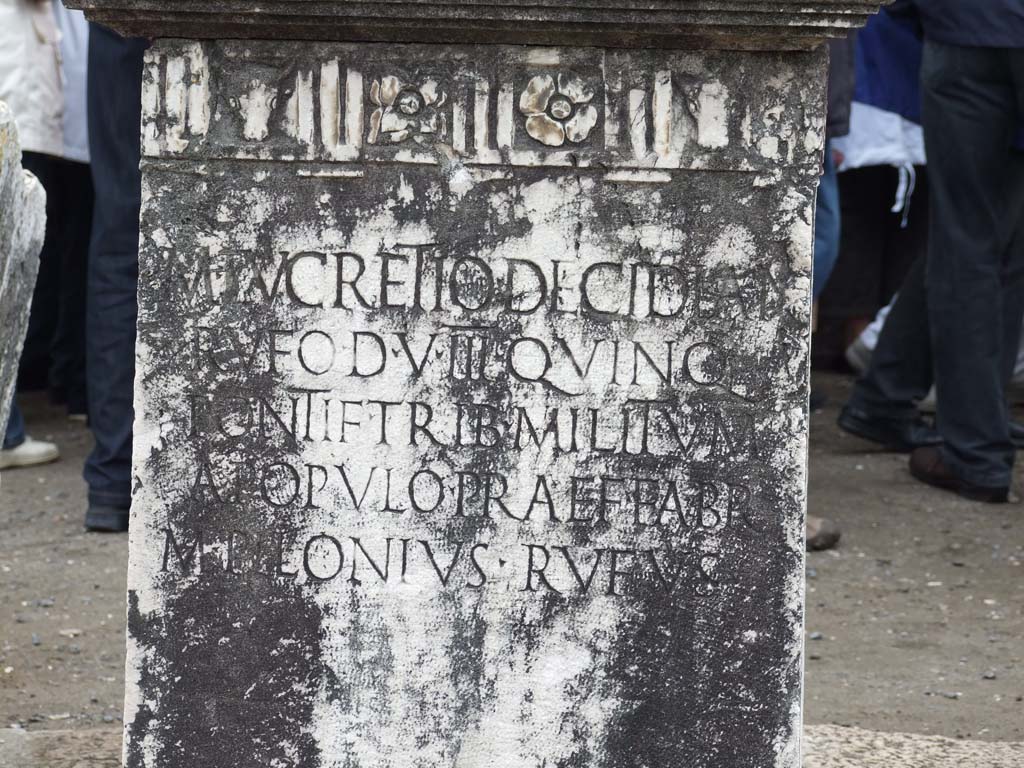 M·LVCRETIO·DECIDIAN
RVFO·D·V·III·QVINQ
PONTIF·TRIB·MILITVM
A·POPVLO·PRAEF·FABR
M·PILONIVS·RVFVS